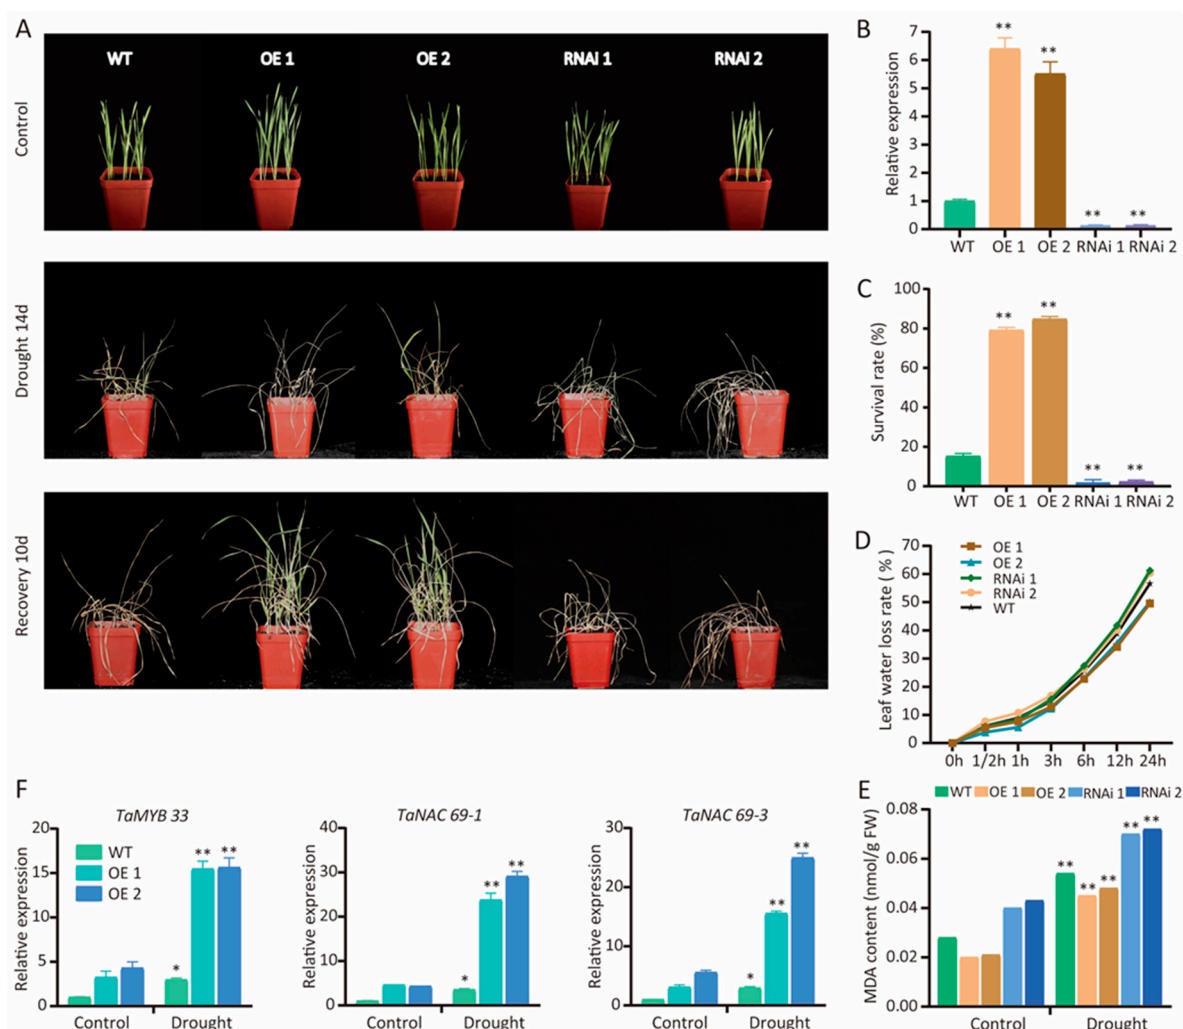 A
WT
OE 1
OE 2
RNAi 1
RNAi 2
Control
Drought 14d
Recovery 10d
B
Relative expression
7
6
5
4
3
2
1
0
**
**
**
**
WT
OE 1
OE 2
RNAi 1
RNAi 2
C
Survival rate (%)
100
80
60
40
20
0
**
**
**
**
WT
OE 1
OE 2
RNAi 1
RNAi 2
D
Leaf water loss rate ( % )
70
60
50
40
30
20
10
0
OE 1
OE 2
RNAi 1
RNAi 2
WT
0h
1/2h
1h
3h
6h
12h
24h
F
TaMYB 33
Relative expression
20
15
10
5
0
WT
OE 1
OE 2
*
**
**
Control
Drought
TaNAC 69-1
Relative expression
40
30
20
10
0
*
**
**
Control
Drought
TaNAC 69-3
Relative expression
30
20
10
0
*
**
**
Control
Drought
E
WT
OE 1
OE 2
RNAi 1
RNAi 2
MDA content (nmol/g FW)
0.08
0.06
0.04
0.02
0.00
**
**
**
**
**
Control
Drought